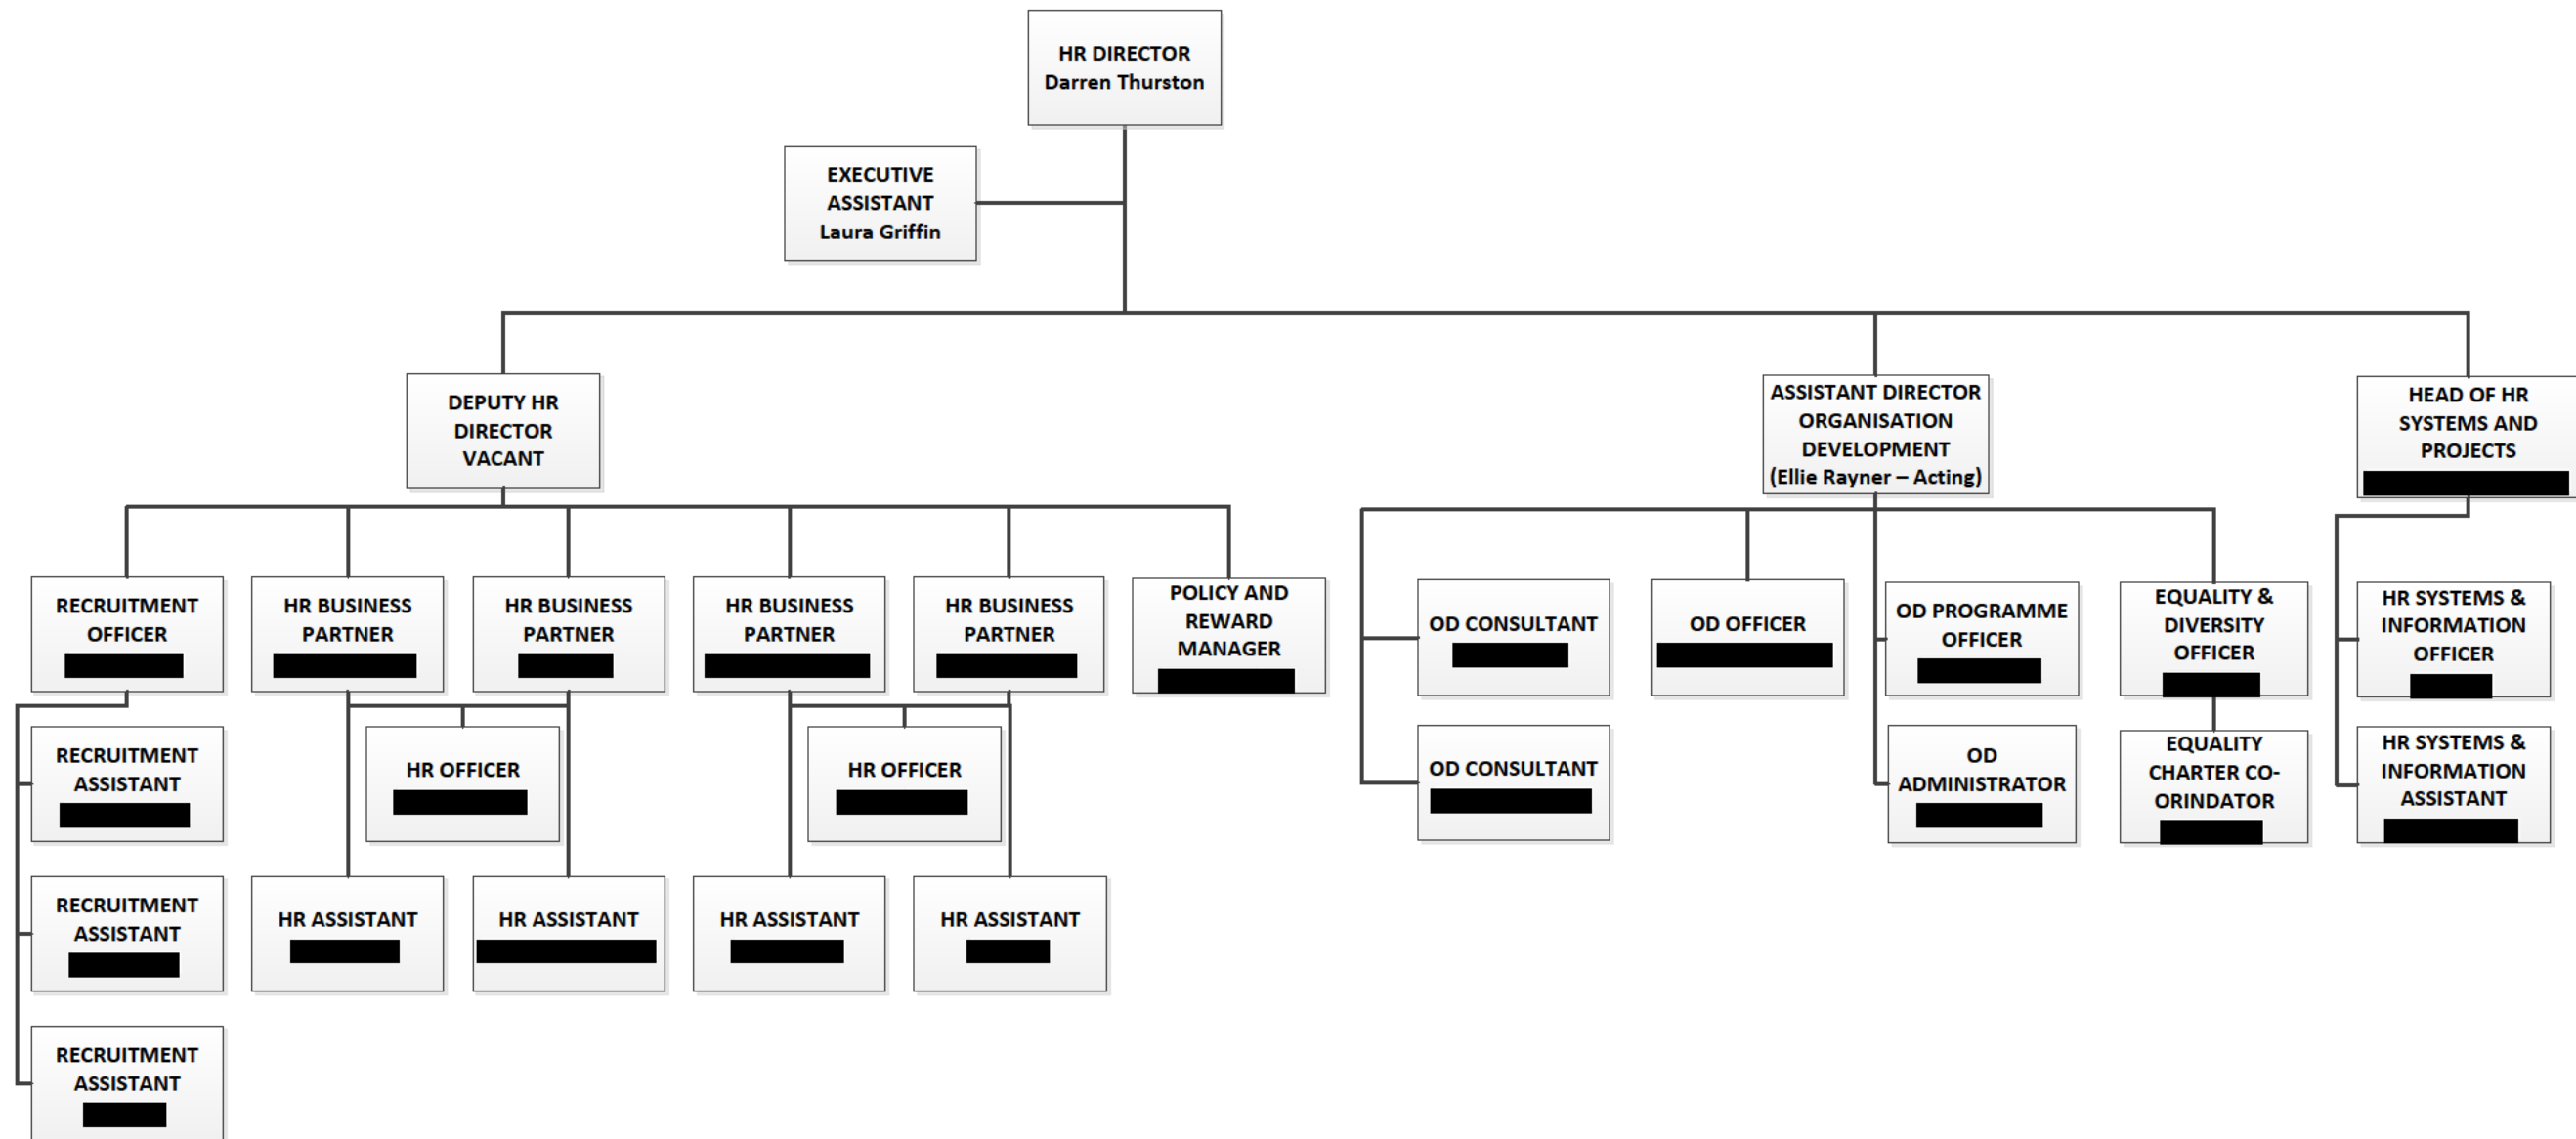 HR DIRECTOR
Darren Thurston
EXECUTIVE
ASSISTANT
Laura Griffin
DEPUTY HR
DIRECTOR
VACANT
ASSISTANT DIRECTOR
ORGANISATION
DEVELOPMENT
(Ellie Rayner – Acting)
HEAD OF HR
SYSTEMS AND
PROJECTS
RECRUITMENT
OFFICER
HR BUSINESS
PARTNER
HR BUSINESS
PARTNER
HR BUSINESS
PARTNER
HR BUSINESS
PARTNER
POLICY AND
REWARD
MANAGER
OD CONSULTANT
OD OFFICER
OD PROGRAMME
OFFICER
EQUALITY &
DIVERSITY
OFFICER
HR SYSTEMS &
INFORMATION
OFFICER
RECRUITMENT
ASSISTANT
HR OFFICER
HR OFFICER
OD CONSULTANT
OD
ADMINISTRATOR
EQUALITY
CHARTER CO-
ORINDATOR
HR SYSTEMS &
INFORMATION
ASSISTANT
RECRUITMENT
ASSISTANT
HR ASSISTANT
HR ASSISTANT
HR ASSISTANT
HR ASSISTANT
RECRUITMENT
ASSISTANT